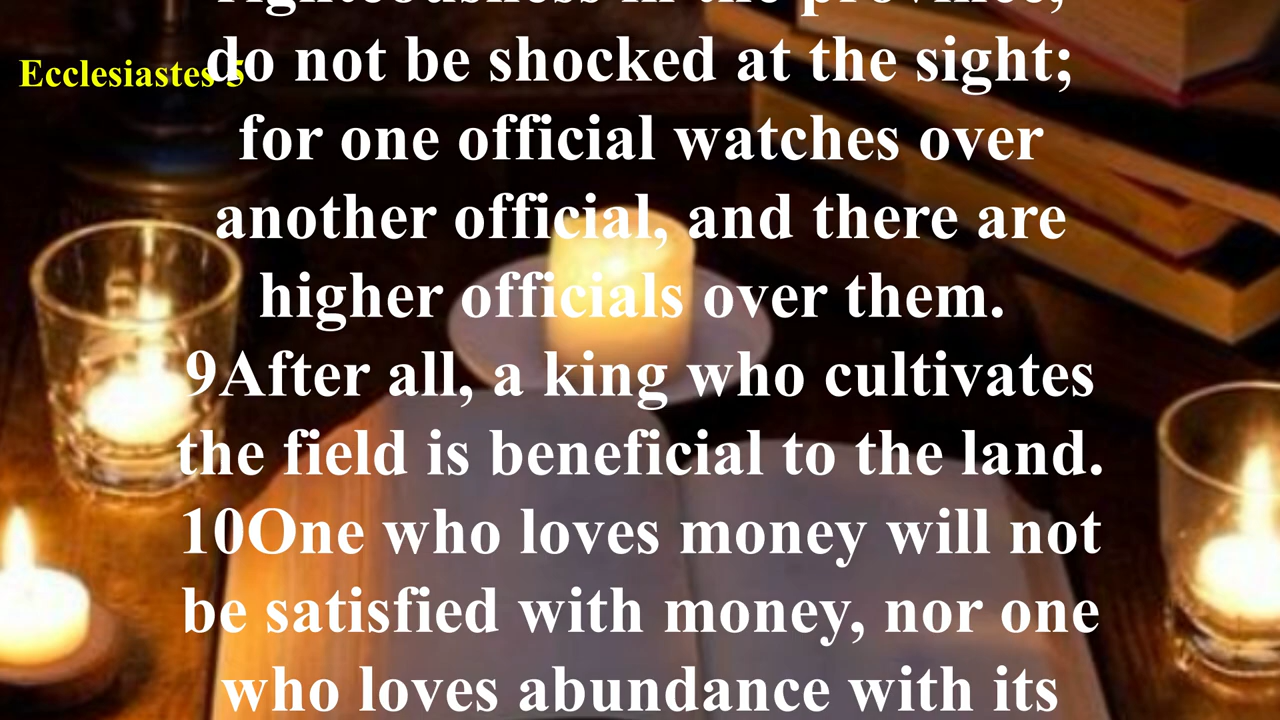 righteousness in the province,
Ecclesiastes 5
do not be shocked at the sight;
for one official watches over
another official, and there are
higher officials over them.
9After all, a king who cultivates
the field is beneficial to the land.
10One who loves money will not
be satisfied with money, nor one
who loves abundance with its